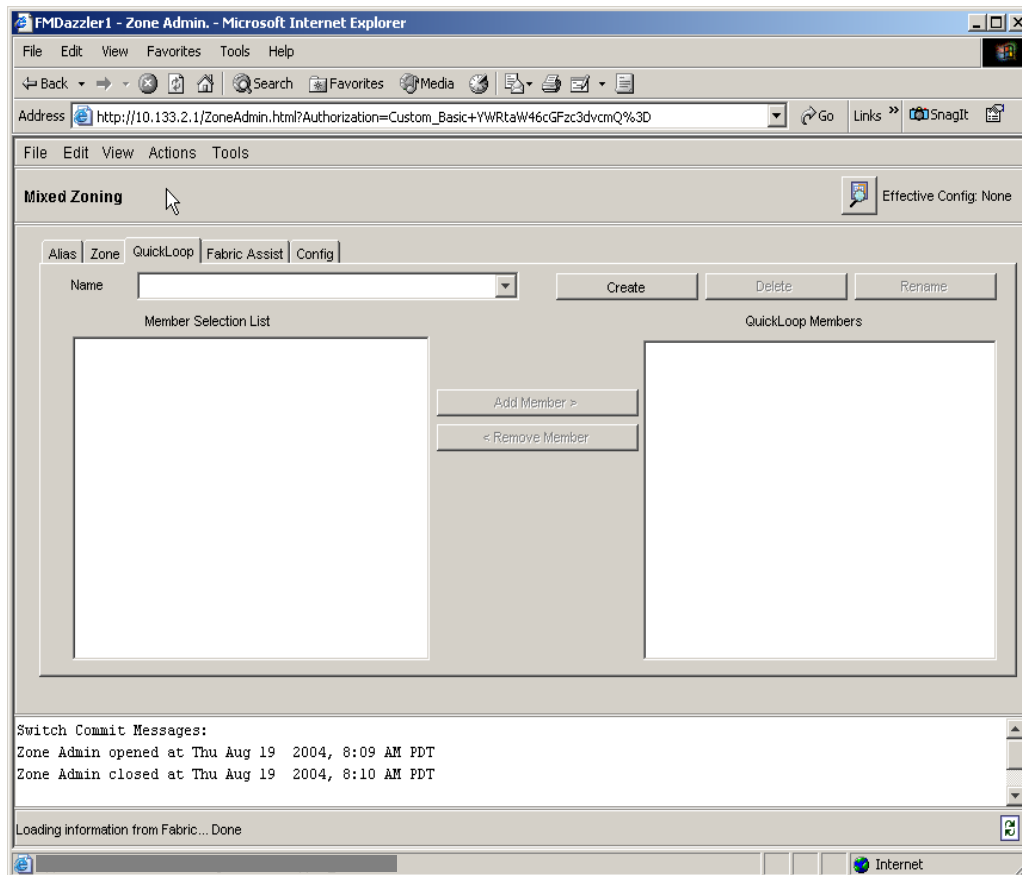 FMDazzler1 - Zone Admin. - Microsoft Internet Explorer
File Edit View Favorites Tools Help
Back Search Favorites Media
Address http://10.133.2.1/ZoneAdmin.html?Authorization=Custom_Basic+YWRtaW46cGFzc3dvcmQ%3D Go Links » SnagIt
File Edit View Actions Tools
Mixed Zoning Effective Config: None
Alias Zone QuickLoop Fabric Assist Config
Name Create Delete Rename
Member Selection List QuickLoop Members
Add Member >
< Remove Member
Switch Commit Messages:
Zone Admin opened at Thu Aug 19 2004, 8:09 AM PDT
Zone Admin closed at Thu Aug 19 2004, 8:10 AM PDT
Loading information from Fabric... Done
Internet